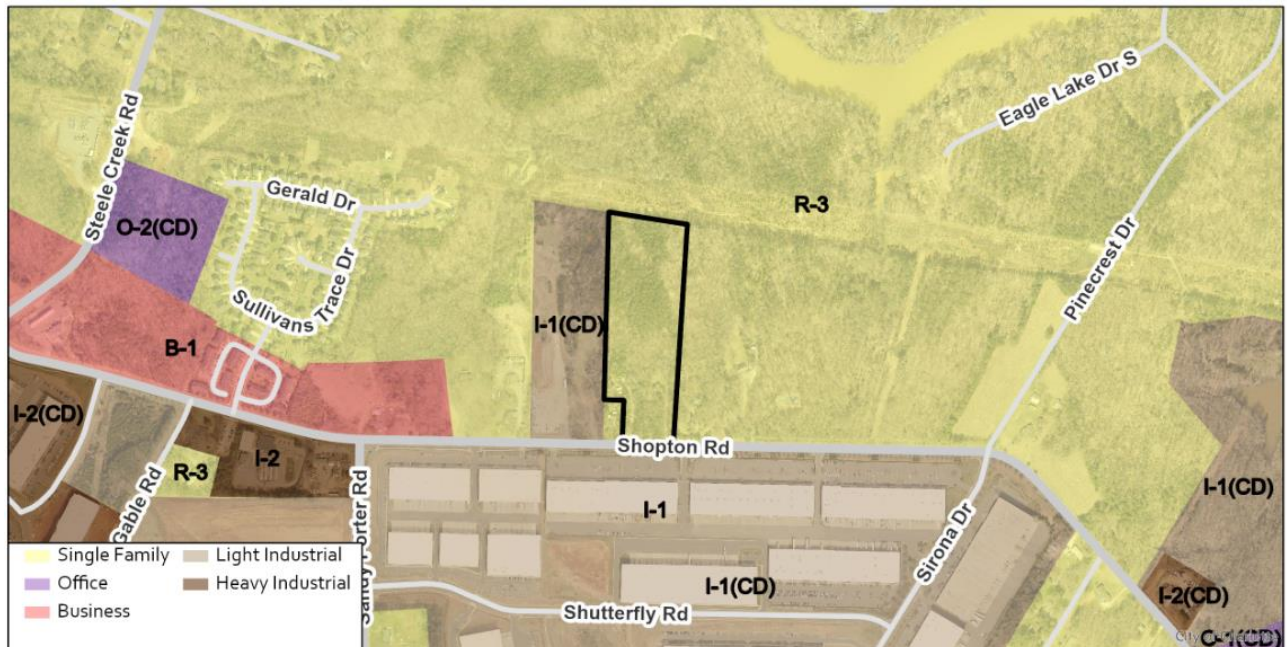 Steele Creek Rd
Eagle Lake Dr S
Gerald Dr
O-2(CD)
R-3
Pinecrest Dr
Sullivans Trace Dr
I-1(CD)
B-1
I-2(CD)
Shopton Rd
R-3
I-2
I-1(CD)
Gable Rd
I-1
Sirona Dr
Porter Rd
I-1(CD)
I-2(CD)
Shutterfly Rd
Single Family
Light Industrial
Office
Heavy Industrial
Business